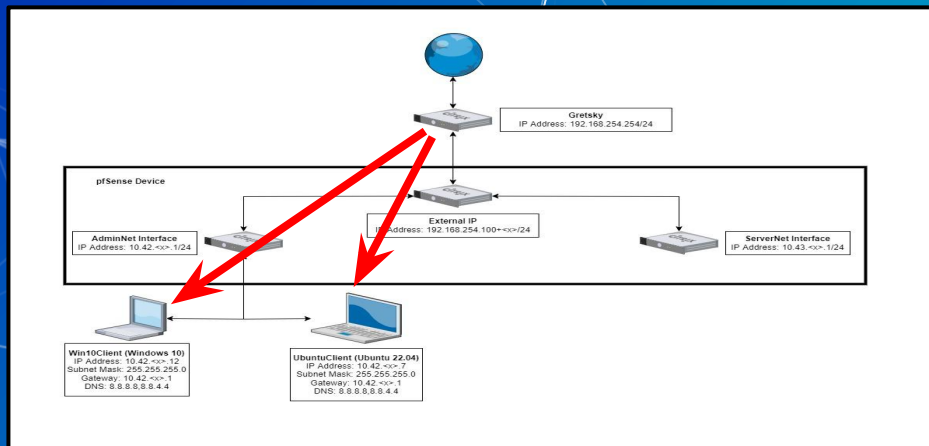 Gretsky
IP Address: 192.168.254.254/24
pfSense Device
External IP
IP Address: 192.168.254.100+<x>/24
AdminNet Interface
IP Address: 10.42.<x>.1/24
ServerNet Interface
IP Address: 10.43.<x>.1/24
Win10Client (Windows 10)
IP Address: 10.42.<x>.12
Subnet Mask: 255.255.255.0
Gateway: 10.42.<x>.1
DNS: 8.8.8.8,8.8.4.4
UbuntuClient (Ubuntu 22.04)
IP Address: 10.42.<x>.7
Subnet Mask: 255.255.255.0
Gateway: 10.42.<x>.1
DNS: 8.8.8.8,8.8.4.4